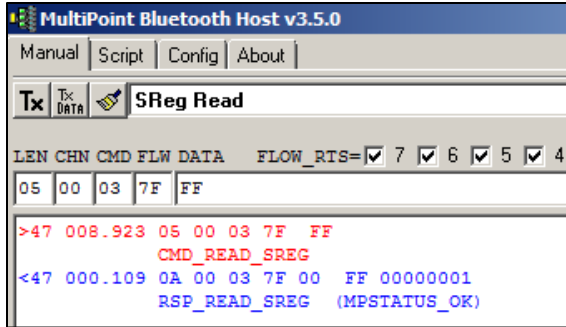 MultiPoint Bluetooth Host v3.5.0
Manual Script Config About
Tx Tx DATA SReg Read
LEN CHN CMD FLW DATA FLOW_RTS= 7 6 5 4
05 00 03 7F FF
>47 008.923 05 00 03 7F FF
CMD_READ_SREG
<47 000.109 0A 00 03 7F 00 FF 00000001
RSP_READ_SREG (MPSTATUS_OK)